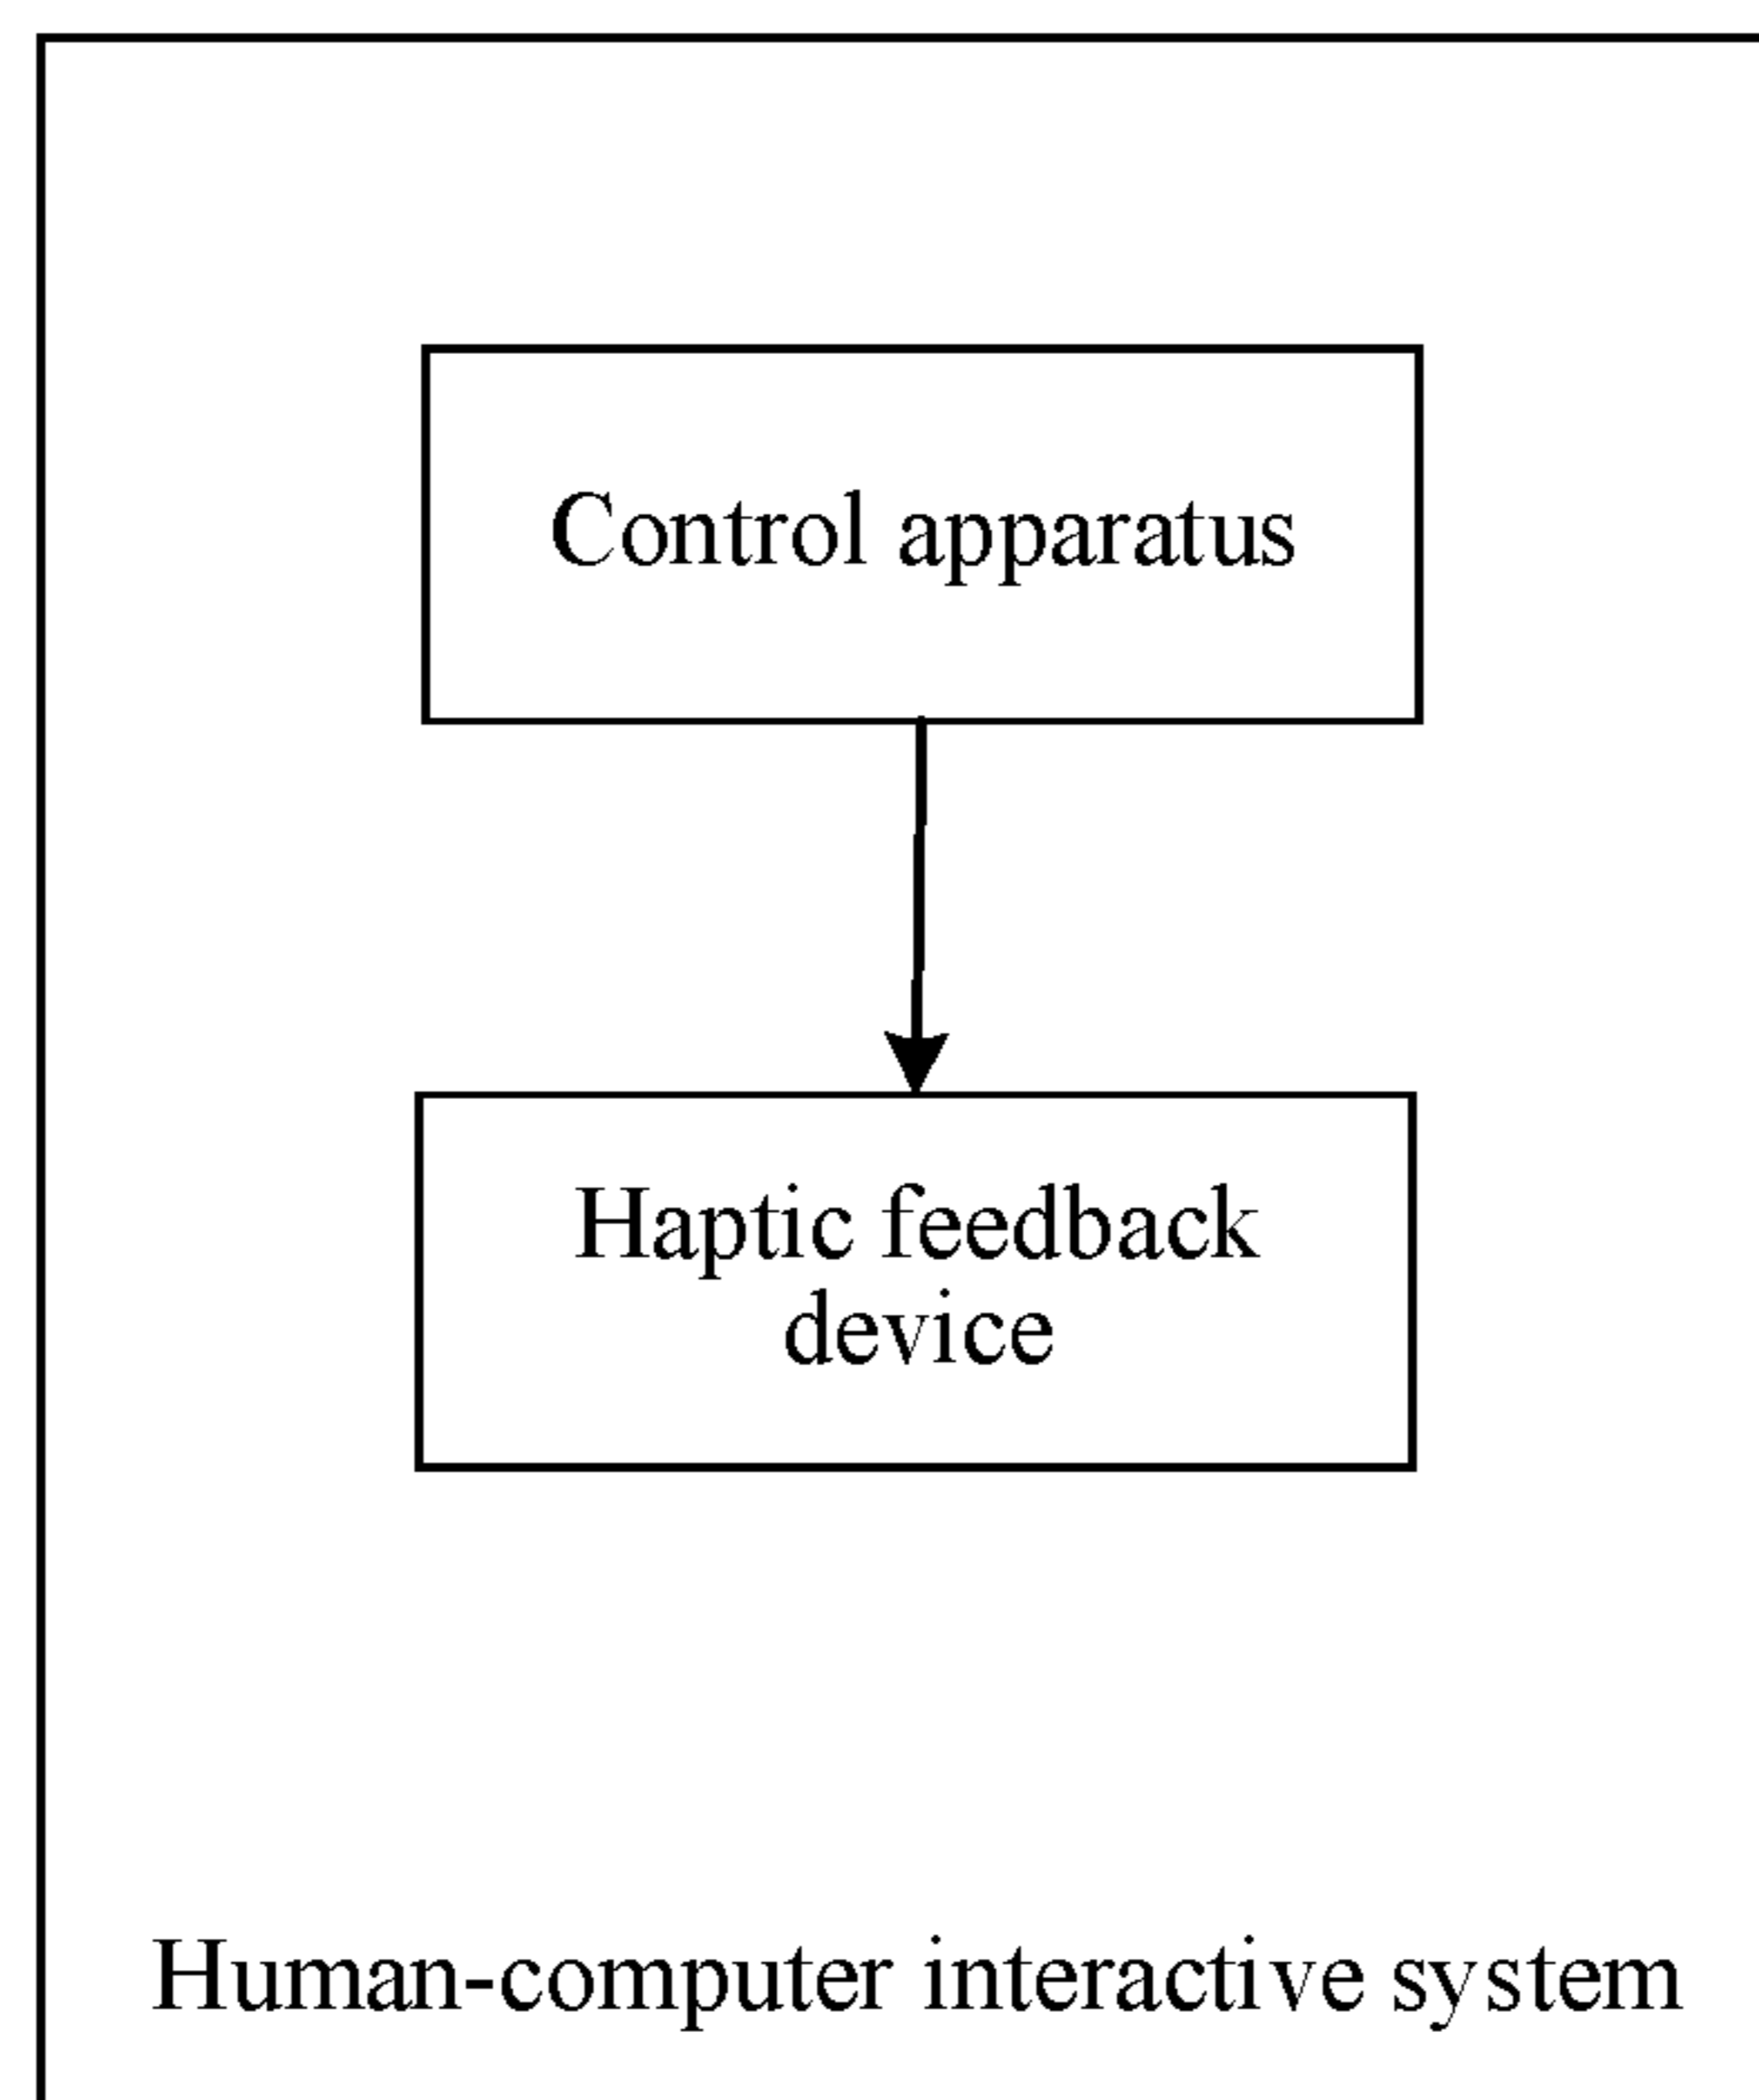 Control apparatus
Haptic feedback
device
Human-computer interactive system